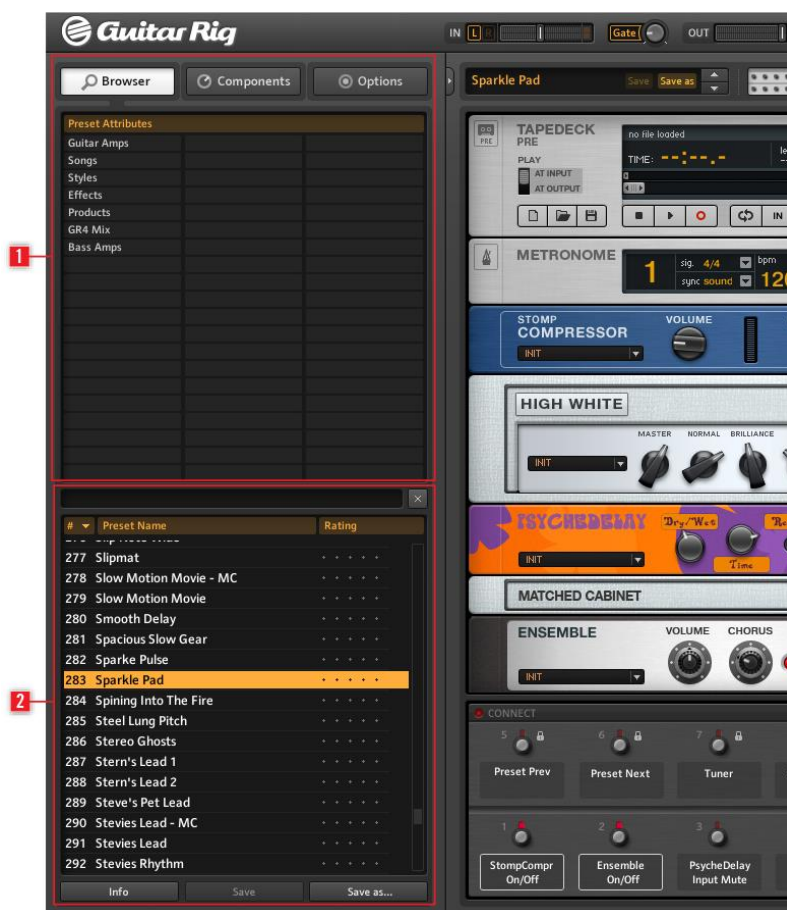 Guitar Rig
IN L R Gate OUT
Browser Components Options
Sparkle Pad Save Save as
Preset Attributes
Guitar Amps
Songs
Styles
Effects
Products
GR4 Mix
Bass Amps
1
# Preset Name Rating
277 Slipmat
278 Slow Motion Movie - MC
279 Slow Motion Movie
280 Smooth Delay
281 Spacious Slow Gear
282 Sparke Pulse
283 Sparkle Pad
284 Spining Into The Fire
285 Steel Lung Pitch
286 Stereo Ghosts
287 Stern's Lead 1
288 Stern's Lead 2
289 Steve's Pet Lead
290 Stevies Lead - MC
291 Stevies Lead
292 Stevies Rhythm
2
Info Save Save as...
PRE
TAPEDECK
PRE
PLAY
AT INPUT
AT OUTPUT
no file loaded
TIME: --:--.-
IN
METRONOME
1 sig. 4/4 bpm
sync sound 120
STOMP
COMPRESSOR
VOLUME
INIT
HIGH WHITE
MASTER NORMAL BRILLIANCE
INIT
PSYCHEDELAY
Dry/Wet
INIT
Time
MATCHED CABINET
ENSEMBLE
VOLUME CHORUS
INIT
CONNECT
5 6 7
Preset Prev Preset Next Tuner
1 2 3
StompCompr Ensemble PsycheDelay
On/Off On/Off Input Mute